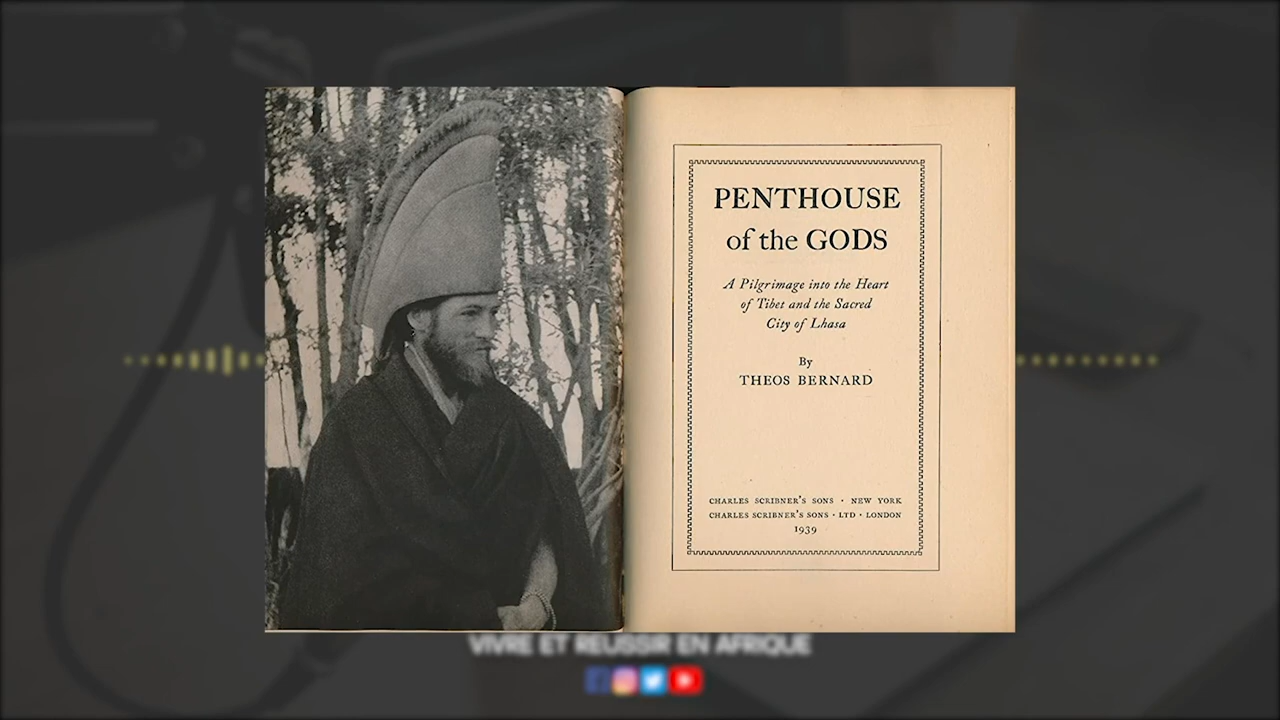 PENTHOUSE
of the GODS
A Pilgrimage into the Heart
of Tibet and the Sacred
City of Lhasa
By
THEOS BERNARD
CHARLES SCRIBNER'S SONS · NEW YORK
CHARLES SCRIBNER'S SONS · LTD · LONDON
1939
VIVRE ET REUSSIR EN AFRIQUE